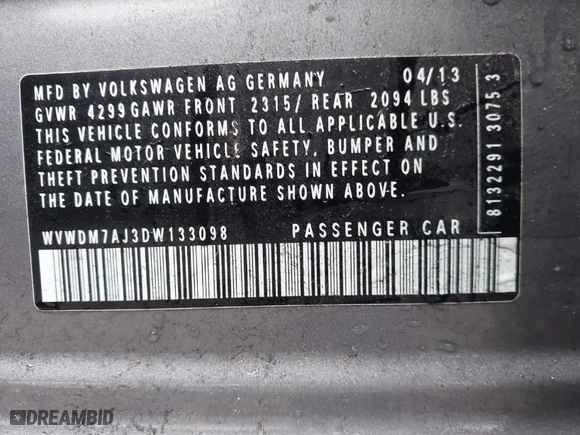 MFD BY VOLKSWAGEN AG GERMANY 04/13
GVWR 4299 GAWR FRONT 2315/ REAR 2094 LBS
THIS VEHICLE CONFORMS TO ALL APPLICABLE U.S.
FEDERAL MOTOR VEHICLE SAFETY, BUMPER AND
THEFT PREVENTION STANDARDS IN EFFECT ON
THE DATE OF MANUFACTURE SHOWN ABOVE.
WVWDM7AJ3DW133098 PASSENGER CAR
8132291 3075 3
DREAMBID